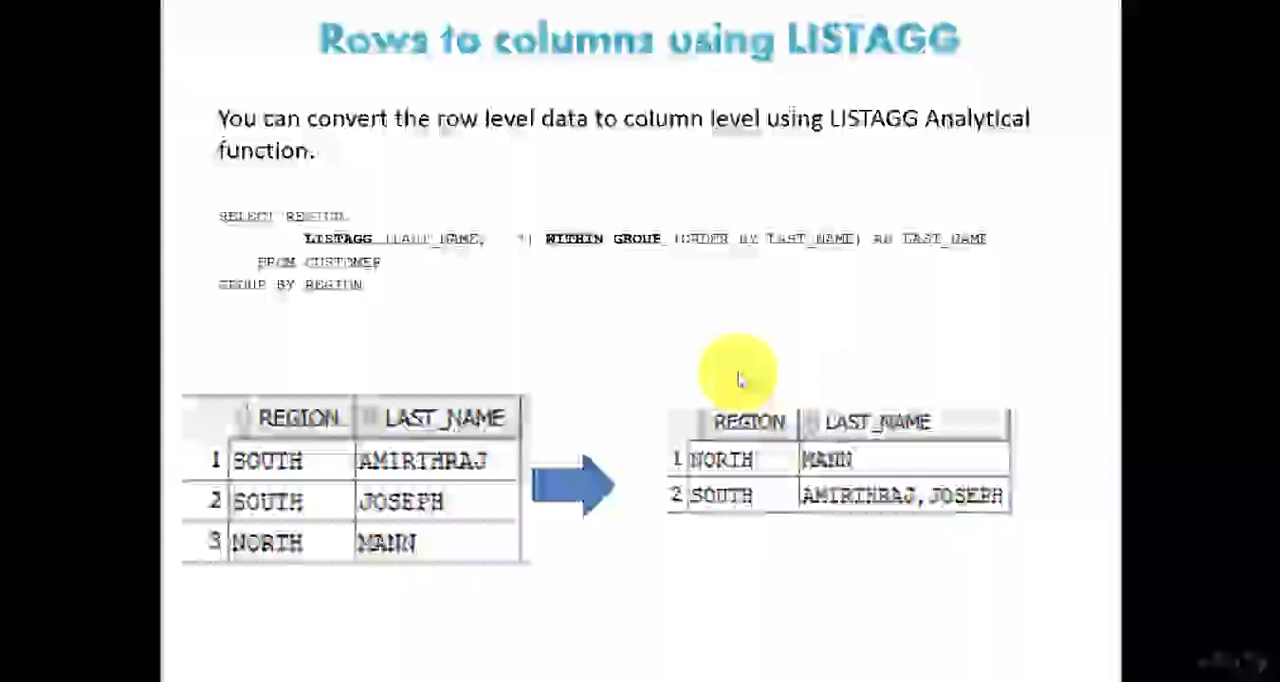 Rows to columns using LISTAGG
You can convert the row level data to column level using LISTAGG Analytical
function.
SELECT REGION,
LISTAGG (LAST_NAME, ) WITHIN GROUP (ORDER BY LAST_NAME) AS LAST_NAME
FROM CUSTOMER
GROUP BY REGION
REGION LAST_NAME
1 SOUTH AMIRTHRAJ
2 SOUTH JOSEPH
3 NORTH MANN
REGION LAST_NAME
1 NORTH MANN
2 SOUTH AMIRTHRAJ,JOSEPH